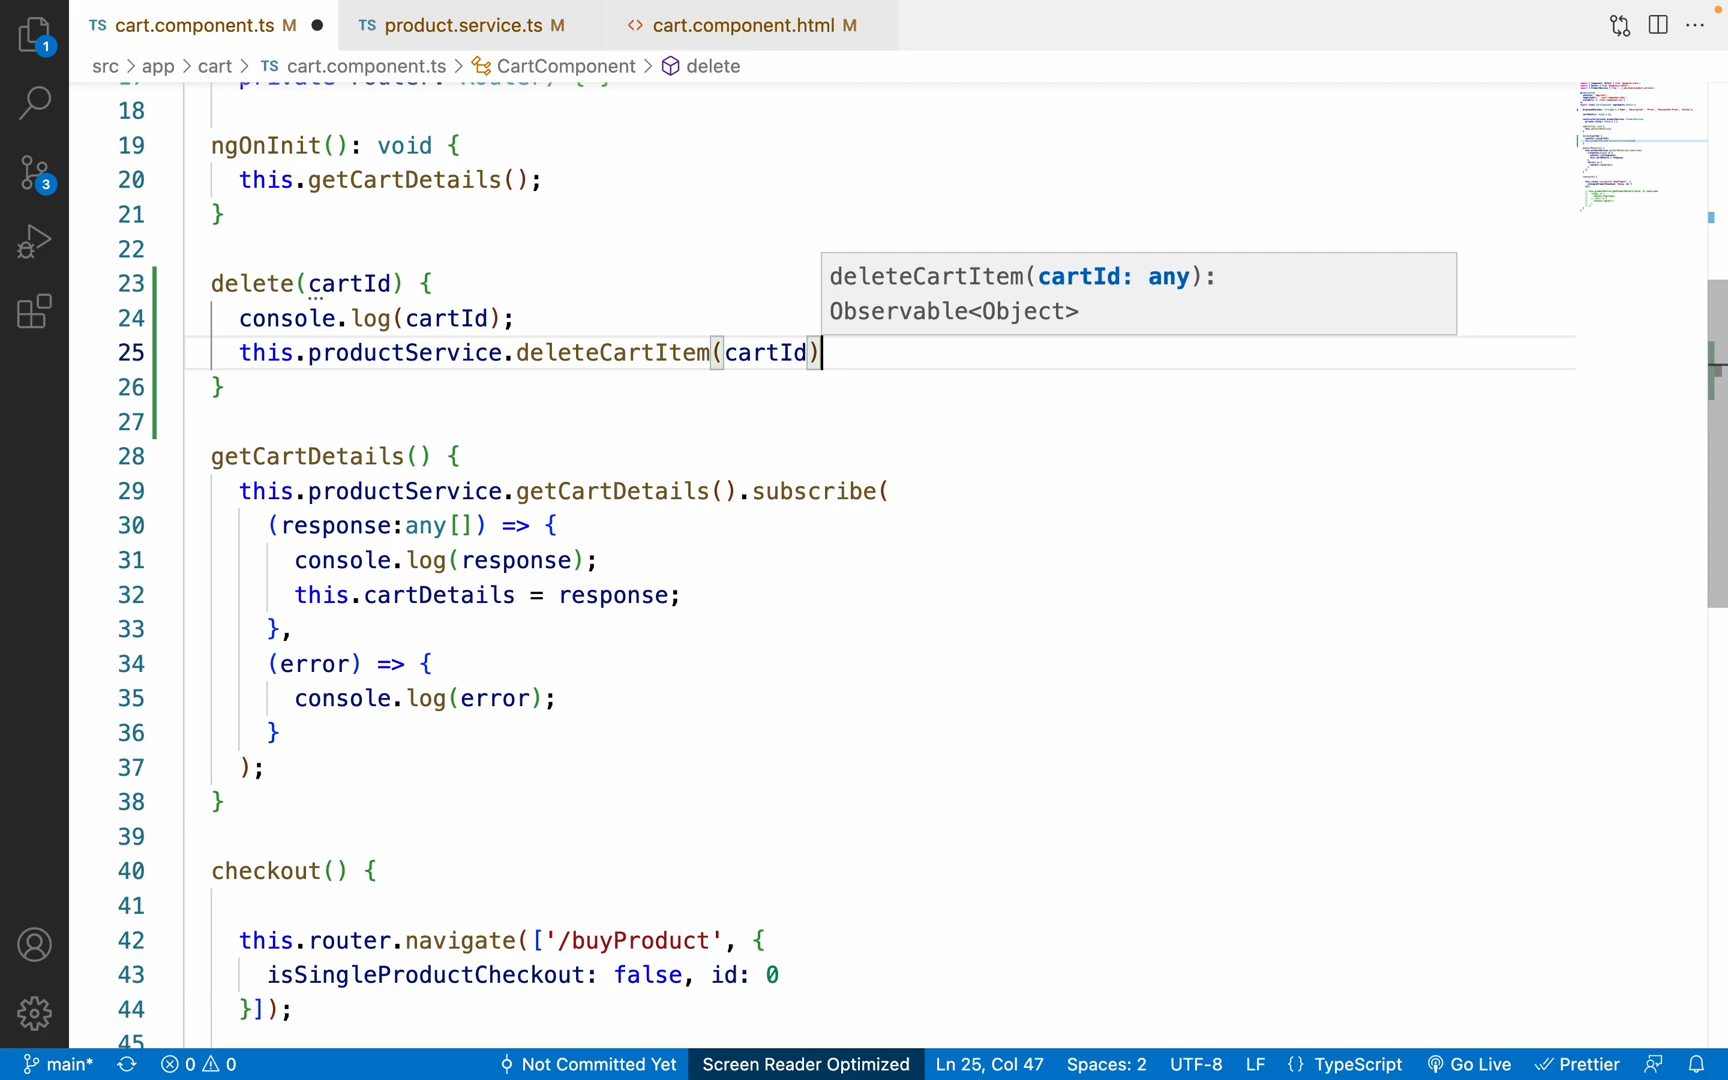 TS cart.component.ts M ● TS product.service.ts M <> cart.component.html M
src > app > cart > TS cart.component.ts > CartComponent > delete
1
3
17 private router: Router) { }
18
19 ngOnInit(): void {
20 this.getCartDetails();
21 }
22
23 delete(cartId) {
24 console.log(cartId);
25 this.productService.deleteCartItem(cartId)
deleteCartItem(cartId: any):
Observable<Object>
26 }
27
28 getCartDetails() {
29 this.productService.getCartDetails().subscribe(
30 (response:any[]) => {
31 console.log(response);
32 this.cartDetails = response;
33 },
34 (error) => {
35 console.log(error);
36 }
37 );
38 }
39
40 checkout() {
41
42 this.router.navigate(['/buyProduct', {
43 isSingleProductCheckout: false, id: 0
44 }]);
45
main* 0 0 Not Committed Yet Screen Reader Optimized Ln 25, Col 47 Spaces: 2 UTF-8 LF {} TypeScript Go Live Prettier